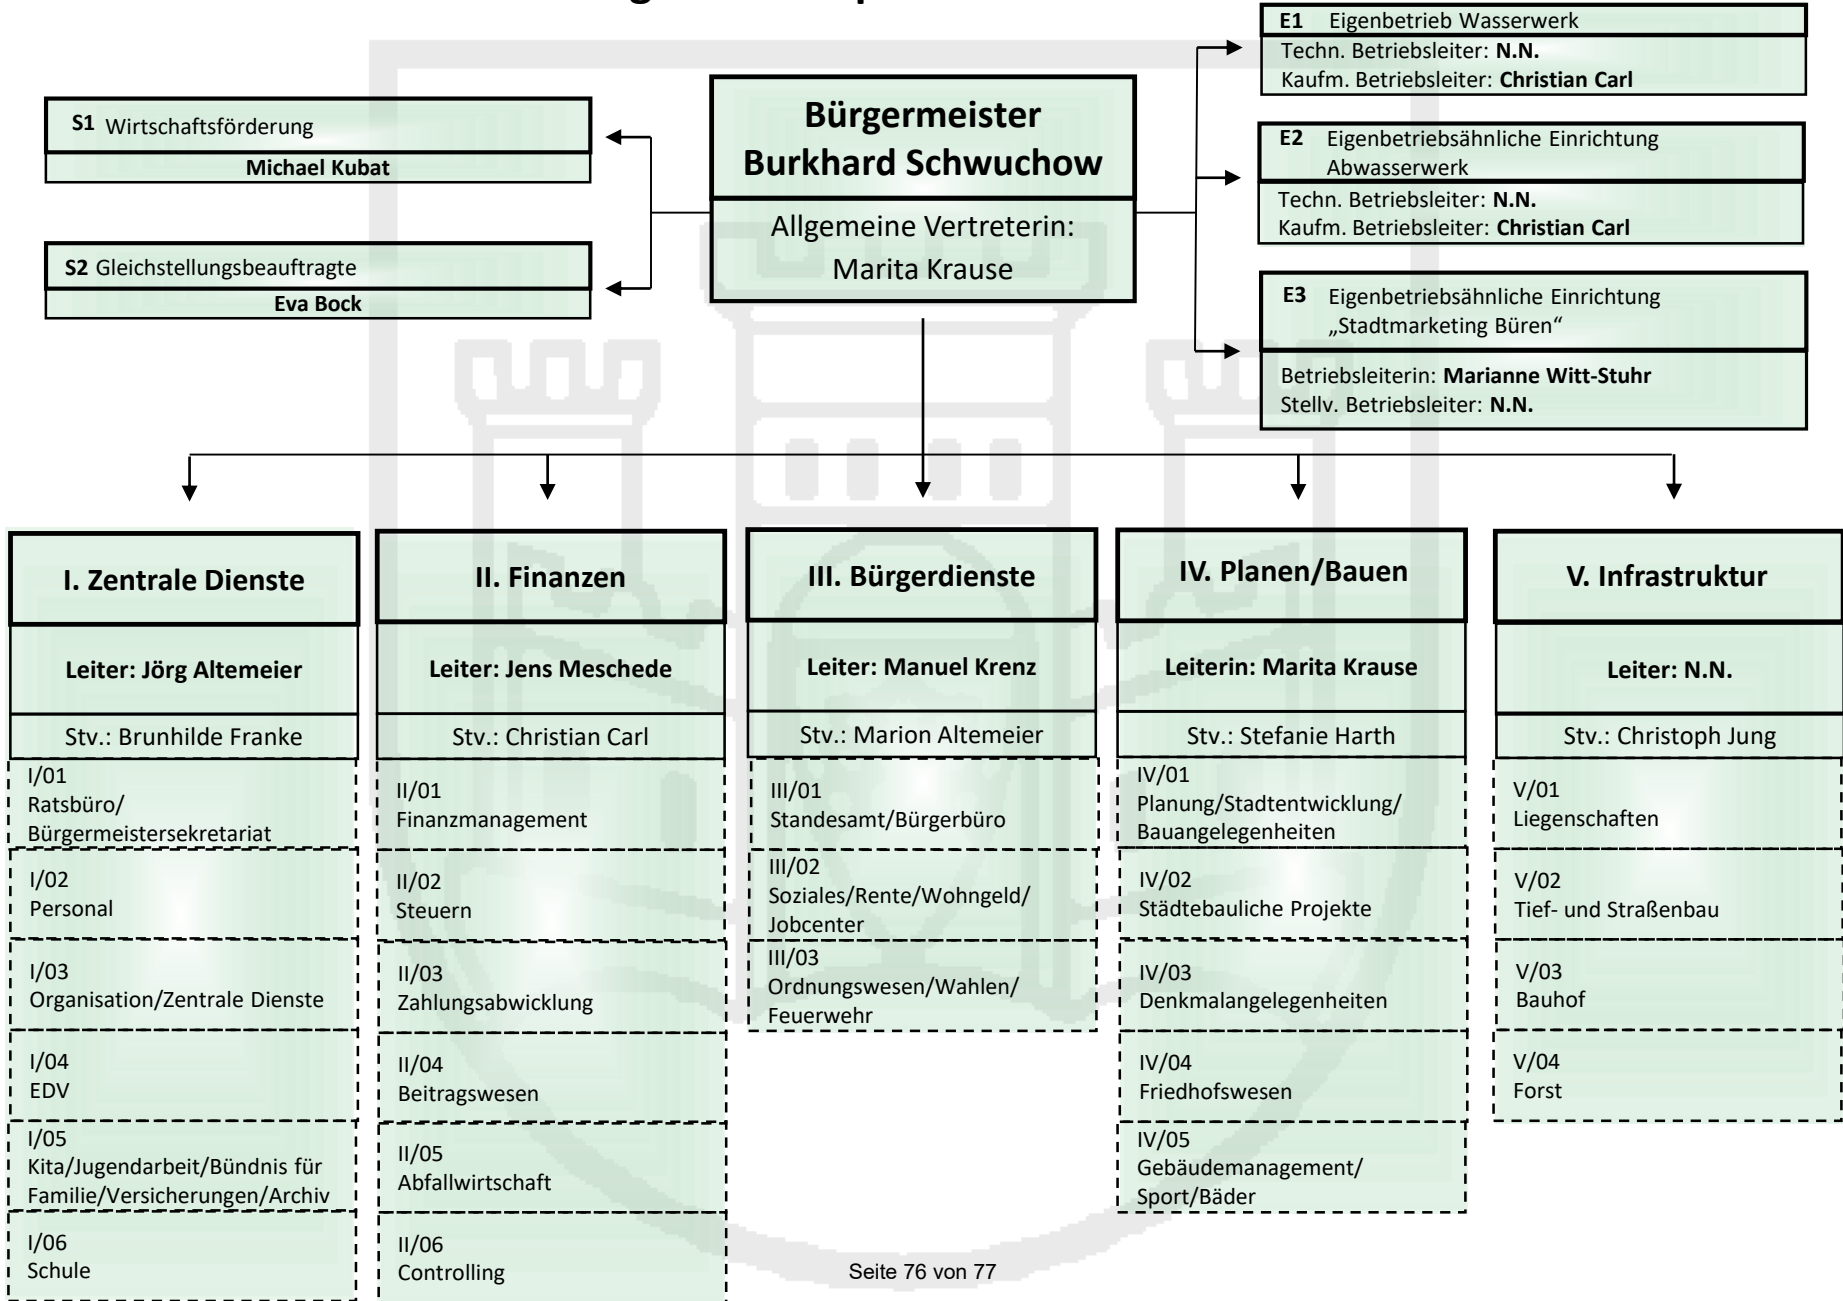 E1 Eigenbetrieb Wasserwerk
Techn. Betriebsleiter: N.N.
Kaufm. Betriebsleiter: Christian Carl
Bürgermeister
Burkhard Schwuchow
Allgemeine Vertreterin:
Marita Krause
S1 Wirtschaftsförderung
Michael Kubat
S2 Gleichstellungsbeauftragte
Eva Bock
E2 Eigenbetriebsähnliche Einrichtung
Abwasserwerk
Techn. Betriebsleiter: N.N.
Kaufm. Betriebsleiter: Christian Carl
E3 Eigenbetriebsähnliche Einrichtung
„Stadtmarketing Büren“
Betriebsleiterin: Marianne Witt-Stuhr
Stellv. Betriebsleiter: N.N.
I. Zentrale Dienste
Leiter: Jörg Altemeier
Stv.: Brunhilde Franke
I/01
Ratsbüro/
Bürgermeistersekretariat
I/02
Personal
I/03
Organisation/Zentrale Dienste
I/04
EDV
I/05
Kita/Jugendarbeit/Bündnis für
Familie/Versicherungen/Archiv
I/06
Schule
II. Finanzen
Leiter: Jens Meschede
Stv.: Christian Carl
II/01
Finanzmanagement
II/02
Steuern
II/03
Zahlungsabwicklung
II/04
Beitragswesen
II/05
Abfallwirtschaft
II/06
Controlling
III. Bürgerdienste
Leiter: Manuel Krenz
Stv.: Marion Altemeier
III/01
Standesamt/Bürgerbüro
III/02
Soziales/Rente/Wohngeld/
Jobcenter
III/03
Ordnungswesen/Wahlen/
Feuerwehr
IV. Planen/Bauen
Leiterin: Marita Krause
Stv.: Stefanie Harth
IV/01
Planung/Stadtentwicklung/
Bauangelegenheiten
IV/02
Städtebauliche Projekte
IV/03
Denkmalangelegenheiten
IV/04
Friedhofswesen
IV/05
Gebäudemanagement/
Sport/Bäder
V. Infrastruktur
Leiter: N.N.
Stv.: Christoph Jung
V/01
Liegenschaften
V/02
Tief- und Straßenbau
V/03
Bauhof
V/04
Forst
Seite 76 von 77